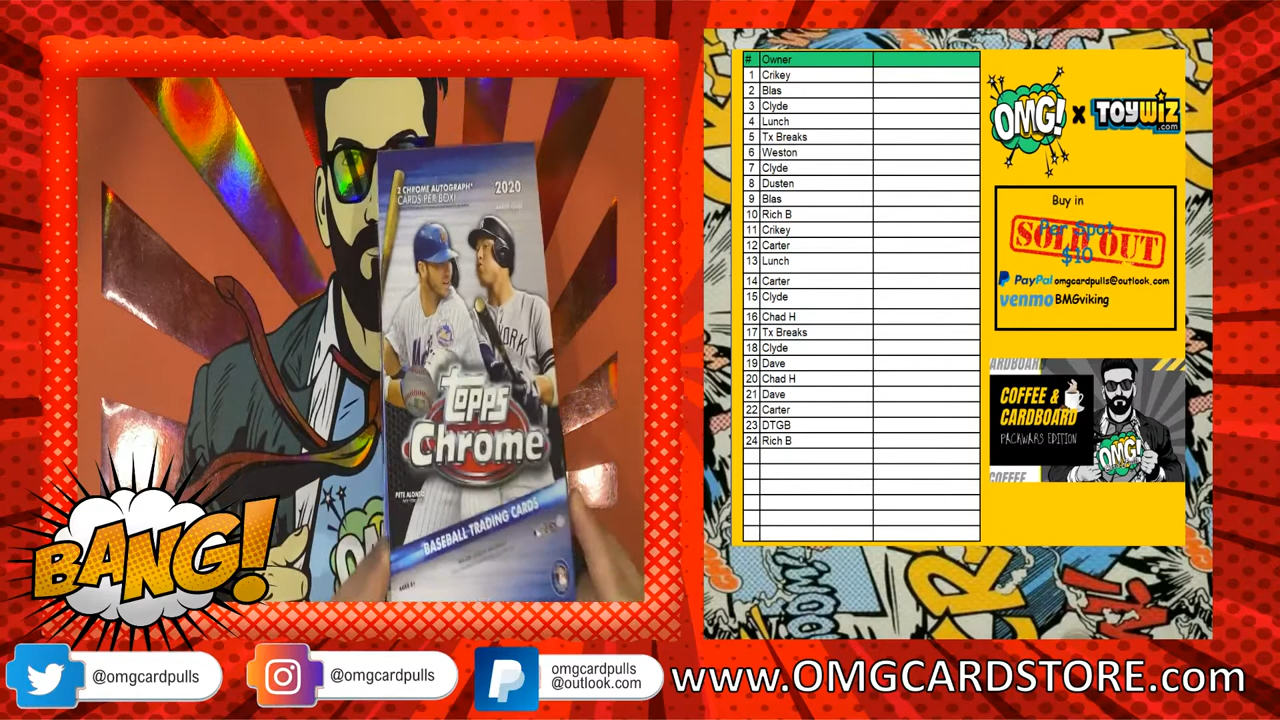 2 CHROME AUTOGRAPH*
CARDS PER BOX!
2020
Topps
Chrome
PETE ALONSO
BASEBALL TRADING CARDS
BANG!
# Owner
1 Crikey
2 Blas
3 Clyde
4 Lunch
5 Tx Breaks
6 Weston
7 Clyde
8 Dusten
9 Blas
10 Rich B
11 Crikey
12 Carter
13 Lunch
14 Carter
15 Clyde
16 Chad H
17 Tx Breaks
18 Clyde
19 Dave
20 Chad H
21 Dave
22 Carter
23 DTGB
24 Rich B
OMG! x TOYWIZ
.com
Buy in
Per Spot
SOLD OUT
$10
PayPal omgcardpulls@outlook.com
venmo BMGviking
CARDBOARD
COFFEE &
CARDBOARD
PACKWARS EDITION
OMG!
COFFEE
@omgcardpulls
@omgcardpulls
omgcardpulls
@outlook.com
www.OMGCARDSTORE.com